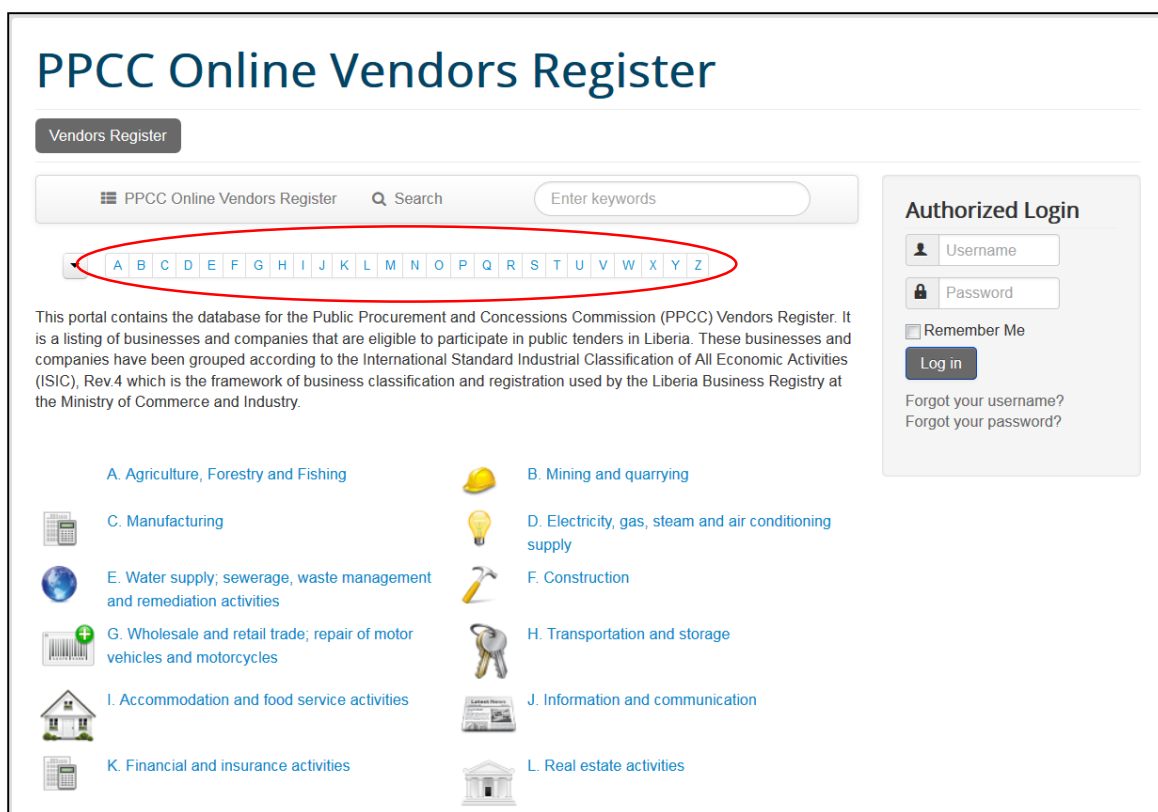 PPCC Online Vendors Register
Vendors Register
PPCC Online Vendors Register Search Enter keywords
A B C D E F G H I J K L M N O P Q R S T U V W X Y Z
This portal contains the database for the Public Procurement and Concessions Commission (PPCC) Vendors Register. It
is a listing of businesses and companies that are eligible to participate in public tenders in Liberia. These businesses and
companies have been grouped according to the International Standard Industrial Classification of All Economic Activities
(ISIC), Rev.4 which is the framework of business classification and registration used by the Liberia Business Registry at
the Ministry of Commerce and Industry.
Authorized Login
Username
Password
Remember Me
Log in
Forgot your username?
Forgot your password?
A. Agriculture, Forestry and Fishing
B. Mining and quarrying
C. Manufacturing
D. Electricity, gas, steam and air conditioning
supply
E. Water supply; sewerage, waste management
and remediation activities
F. Construction
G. Wholesale and retail trade; repair of motor
vehicles and motorcycles
H. Transportation and storage
I. Accommodation and food service activities
Latest News
J. Information and communication
K. Financial and insurance activities
L. Real estate activities